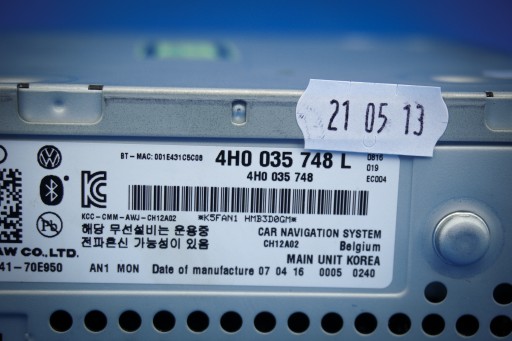 21 05 13
BT-MAC: 001E431C5C08
4H0 035 748 L
0816
4H0 035 748
019
EC004
KCC-CMM-AWJ-CH12A02
*K5FAN1 HMB3D0GM*
해당 무선설비는 운용중
전파혼신 가능성이 있음
CAR NAVIGATION SYSTEM
CH12A02 Belgium
MAIN UNIT KOREA
AW CO., LTD.
41-70E950 AN1 MON Date of manufacture 07 04 16 0005 0240